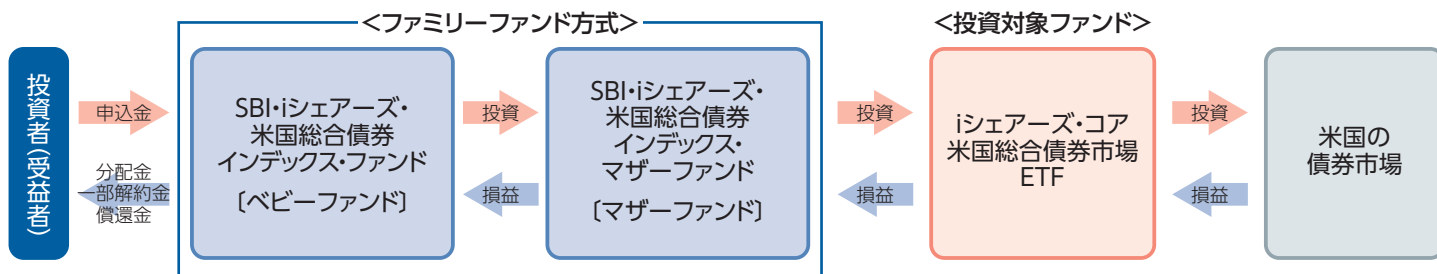 <ファミリーファンド方式>
<投資対象ファンド>
投資者(受益者)
申込金
分配金
一部解約金
償還金
SBI・iシェアーズ・
米国総合債券
インデックス・ファンド
〔ベビーファンド〕
投資
損益
SBI・iシェアーズ・
米国総合債券
インデックス・
マザーファンド
〔マザーファンド〕
投資
損益
iシェアーズ・コア
米国総合債券市場
ETF
投資
損益
米国の
債券市場